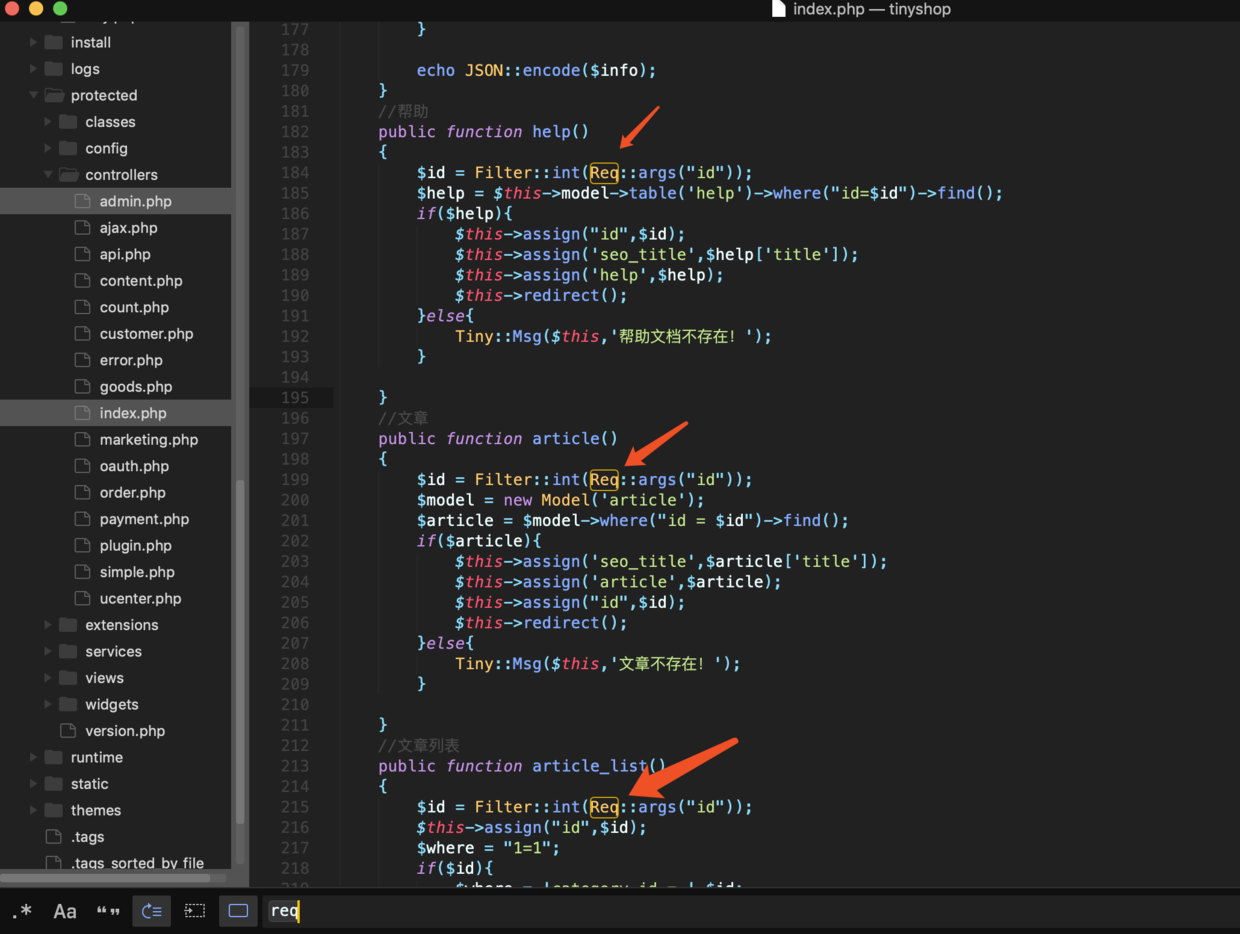 index.php — tinyshop
install
logs
protected
classes
config
controllers
admin.php
ajax.php
api.php
content.php
count.php
customer.php
error.php
goods.php
index.php
marketing.php
oauth.php
order.php
payment.php
plugin.php
simple.php
ucenter.php
extensions
services
views
widgets
version.php
runtime
static
themes
.tags
.tags_sorted_by_file
177 }
178
179 echo JSON::encode($info);
180 }
181 //帮助
182 public function help()
183 {
184 $id = Filter::int(Req::args("id"));
185 $help = $this->model->table('help')->where("id=$id")->find();
186 if($help){
187 $this->assign("id",$id);
188 $this->assign('seo_title',$help['title']);
189 $this->assign('help',$help);
190 $this->redirect();
191 }else{
192 Tiny::Msg($this,'帮助文档不存在！');
193 }
194
195 }
196 //文章
197 public function article()
198 {
199 $id = Filter::int(Req::args("id"));
200 $model = new Model('article');
201 $article = $model->where("id = $id")->find();
202 if($article){
203 $this->assign('seo_title',$article['title']);
204 $this->assign('article',$article);
205 $this->assign("id",$id);
206 $this->redirect();
207 }else{
208 Tiny::Msg($this,'文章不存在！');
209 }
210
211 }
212 //文章列表
213 public function article_list()
214 {
215 $id = Filter::int(Req::args("id"));
216 $this->assign("id",$id);
217 $where = "1=1";
218 if($id){
.* Aa “” req